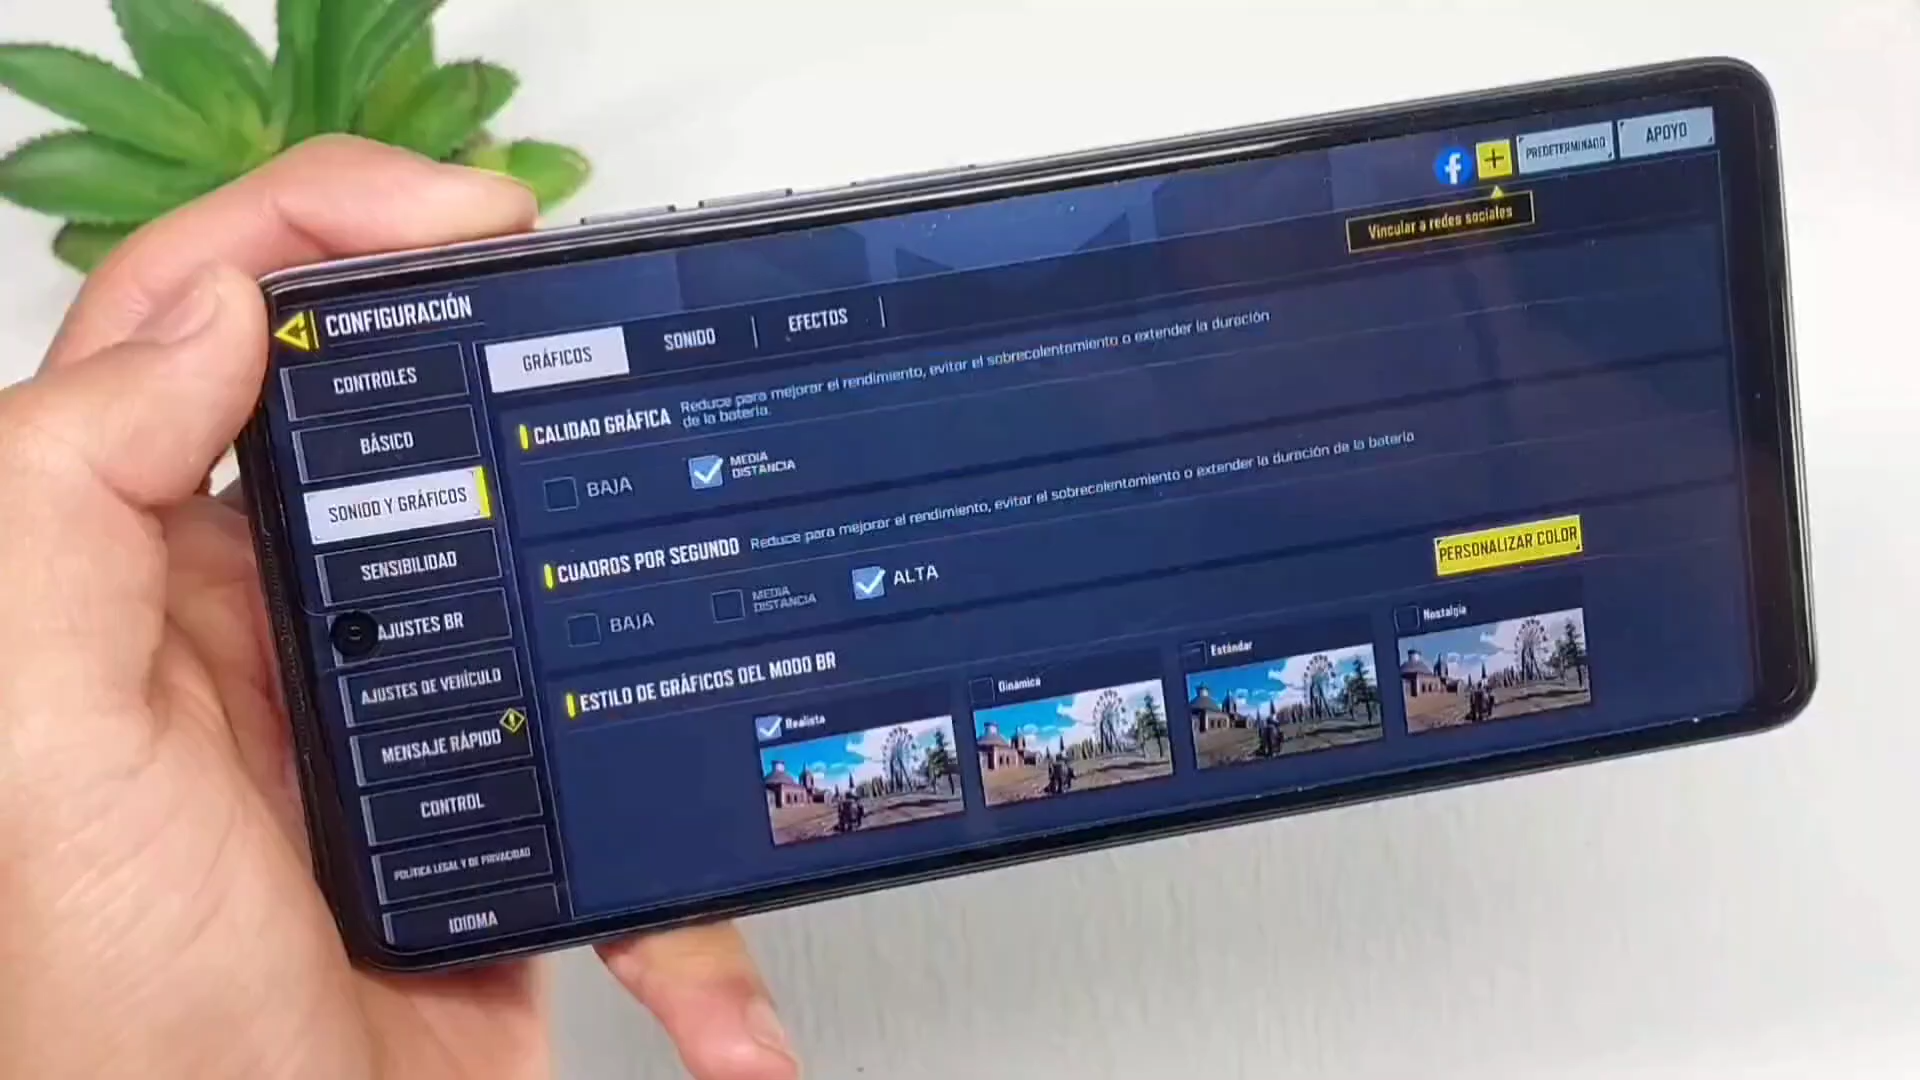 CONFIGURACIÓN
PREDETERMINADO
APOYO
Vincular a redes sociales
CONTROLES
BÁSICO
SONIDO Y GRÁFICOS
SENSIBILIDAD
AJUSTES BR
AJUSTES DE VEHÍCULO
MENSAJE RÁPIDO
CONTROL
POLÍTICA LEGAL Y DE PRIVACIDAD
IDIOMA
GRÁFICOS
SONIDO
EFECTOS
CALIDAD GRÁFICA
Reduce para mejorar el rendimiento, evitar el sobrecalentamiento o extender la duración
de la batería.
BAJA
MEDIA
DISTANCIA
CUADROS POR SEGUNDO
Reduce para mejorar el rendimiento, evitar el sobrecalentamiento o extender la duración de la batería
BAJA
MEDIA
DISTANCIA
ALTA
PERSONALIZAR COLOR
ESTILO DE GRÁFICOS DEL MODO BR
Realista
Dinámica
Estándar
Nostalgia